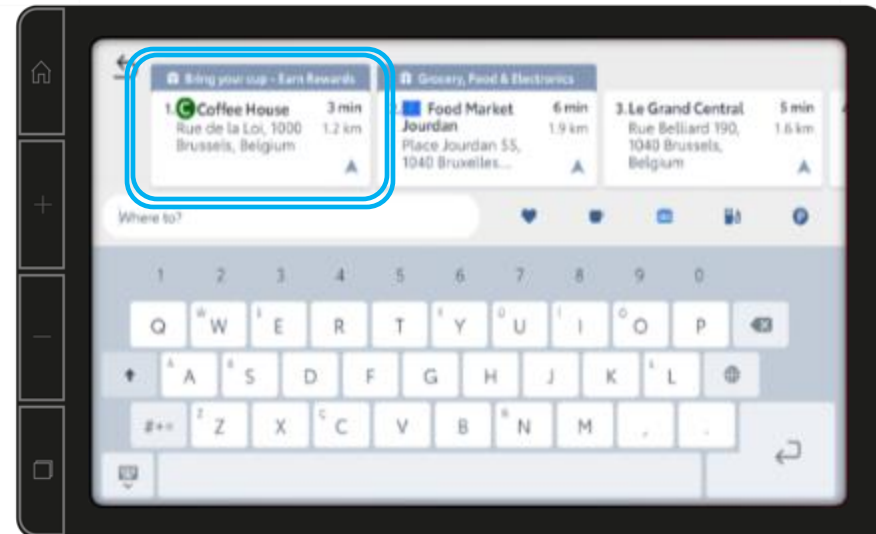 Bring your cup - Earn Rewards
1. C Coffee House 3 min
Rue de la Loi, 1000 1.2 km
Brussels, Belgium
Grocery, Food & Electronics
2. Food Market 6 min
Jourdan 1.9 km
Place Jourdan 55,
1040 Bruxelles...
3. Le Grand Central 5 min
Rue Belliard 190, 1.6 km
1040 Brussels,
Belgium
Where to?
1 2 3 4 5 6 7 8 9 0
Q W E R T Y U I O P
A S D F G H J K L
#+= Z X C V B N M , .